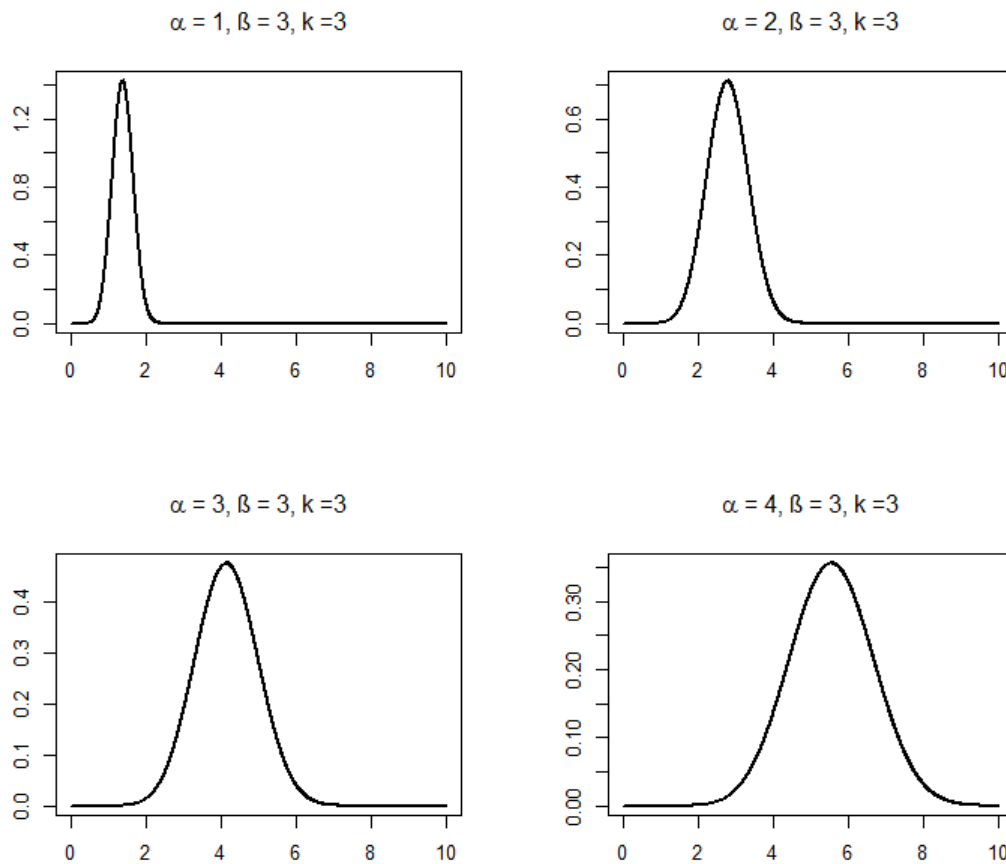 α = 1, ß = 3, k =3
1.2
0.8
0.4
0.0
0 2 4 6 8 10
α = 2, ß = 3, k =3
0.6
0.4
0.2
0.0
0 2 4 6 8 10
α = 3, ß = 3, k =3
0.4
0.3
0.2
0.1
0.0
0 2 4 6 8 10
α = 4, ß = 3, k =3
0.30
0.20
0.10
0.00
0 2 4 6 8 10